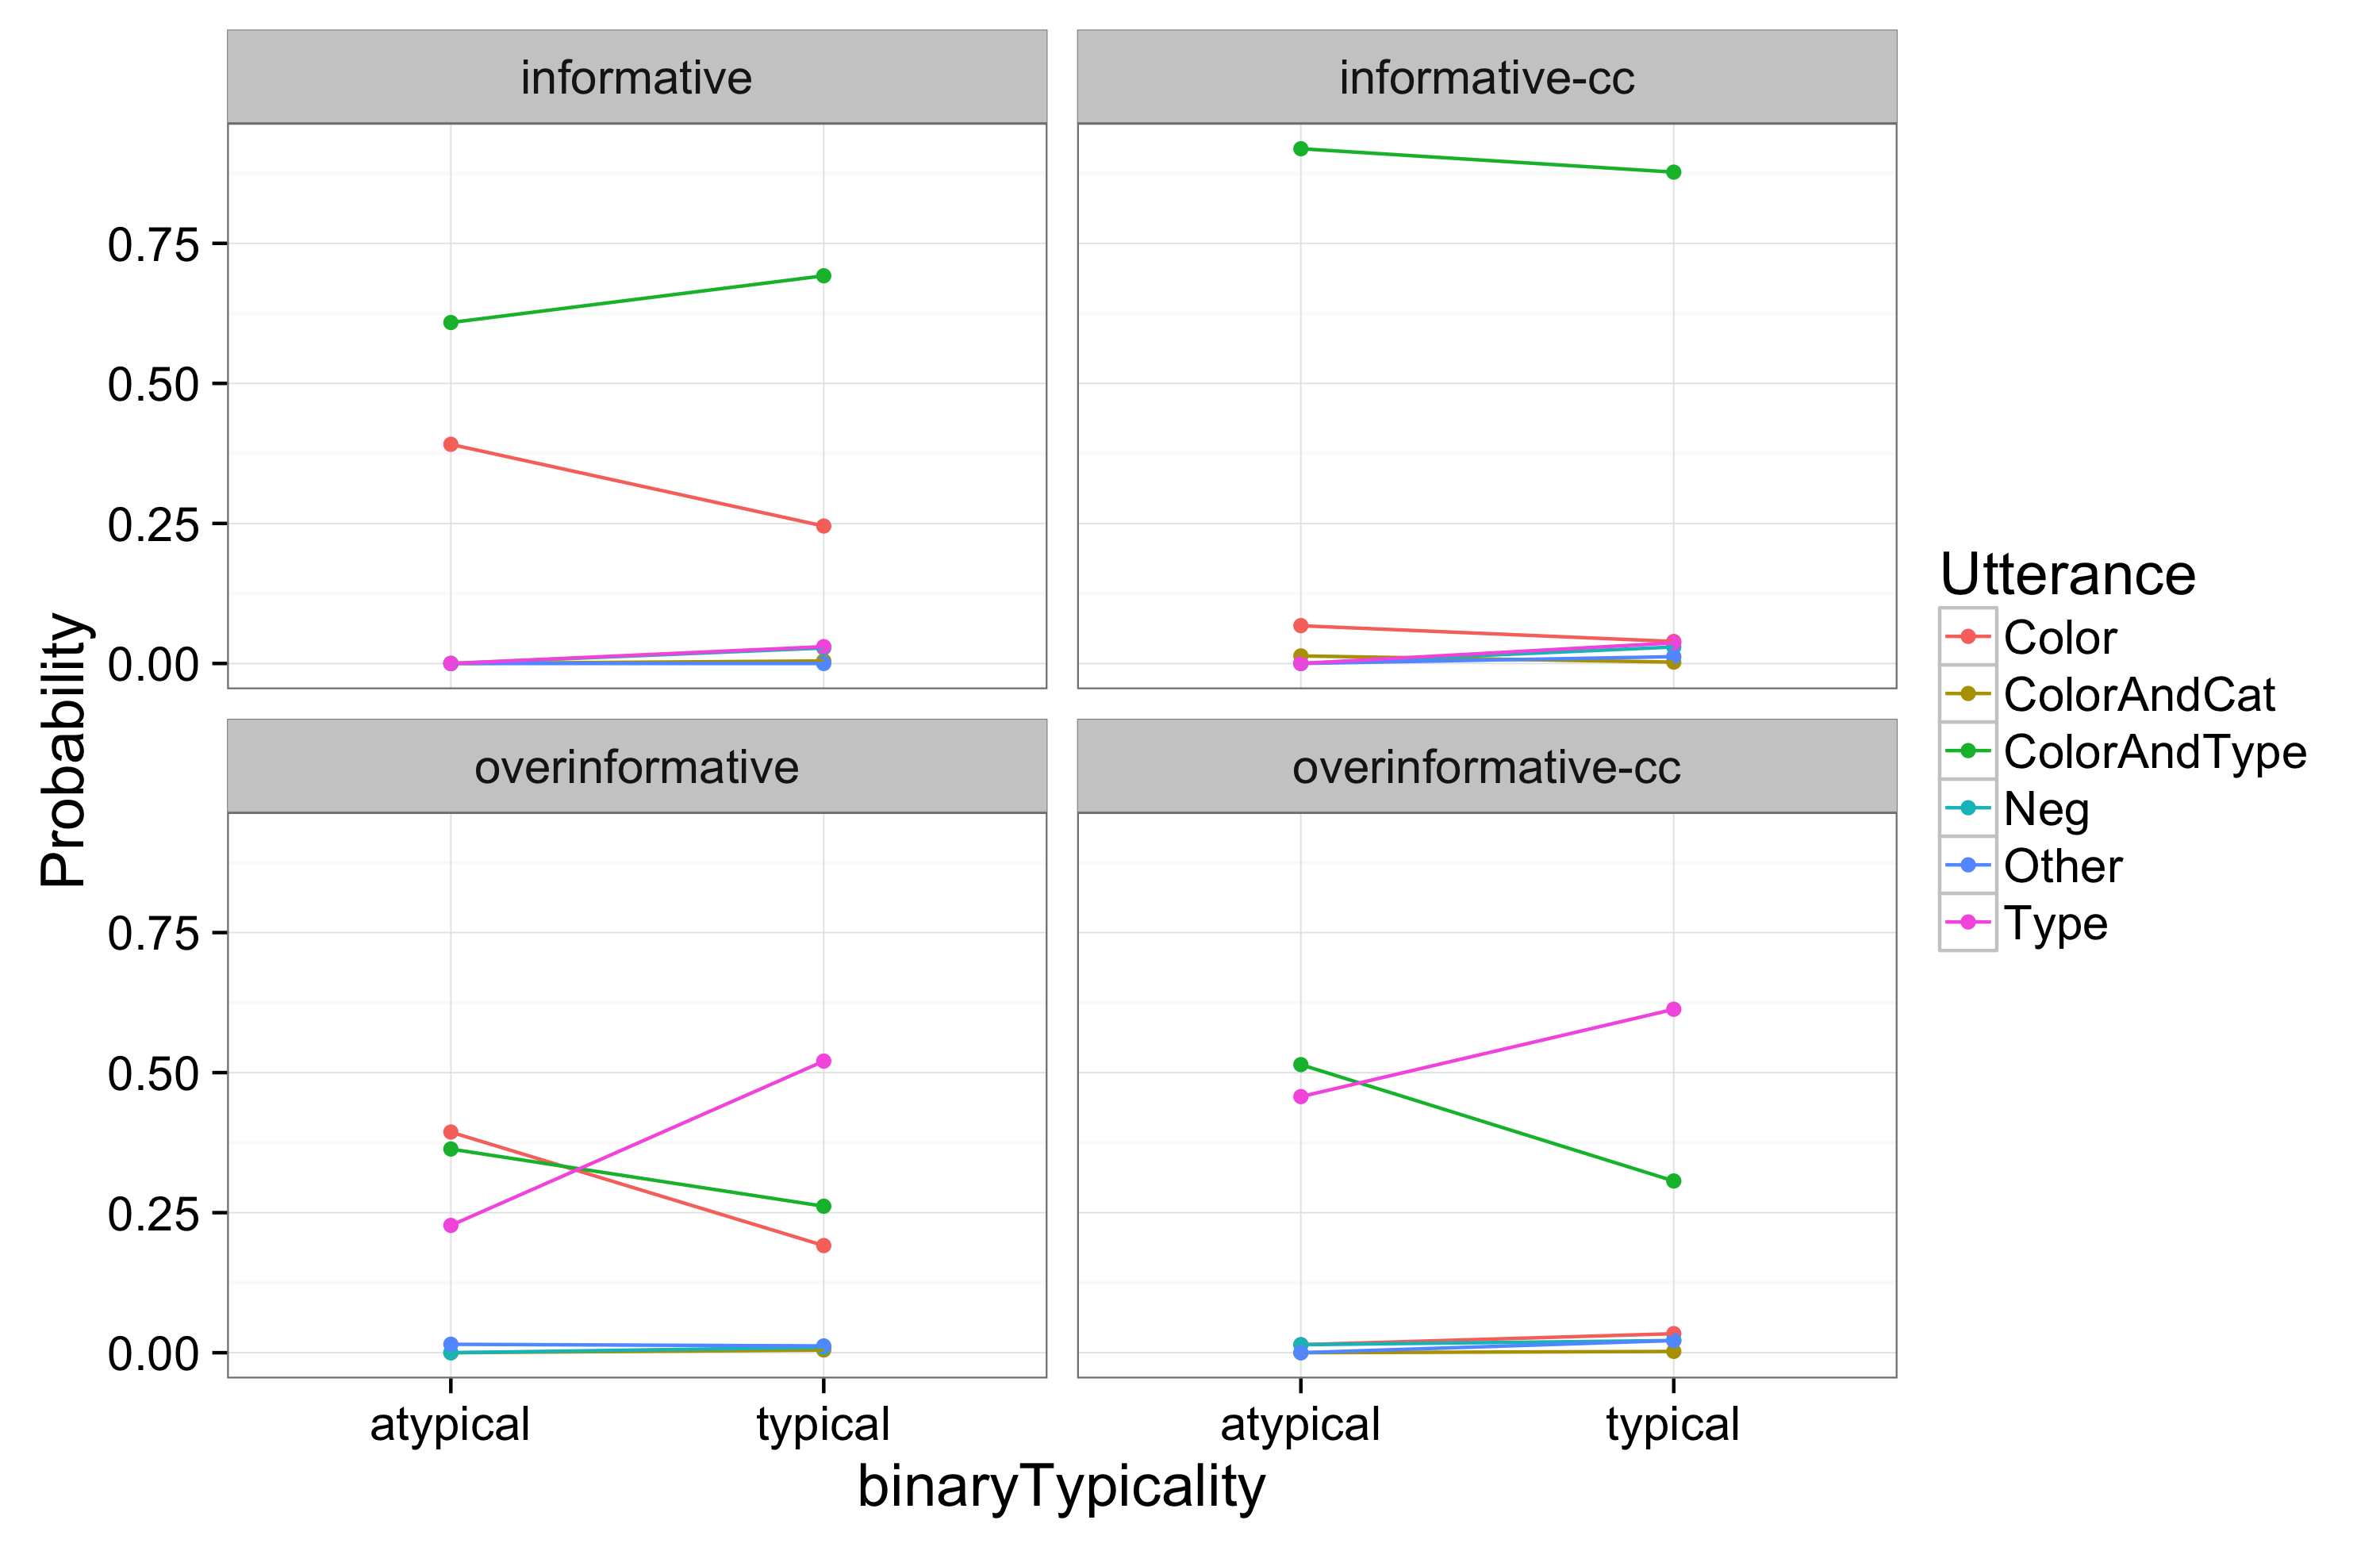 informative
informative-cc
0.75
0.50
0.25
0.00
overinformative
overinformative-cc
0.75
0.50
0.25
0.00
atypical
typical
atypical
typical
binaryTypicality
Probability
Utterance
Color
ColorAndCat
ColorAndType
Neg
Other
Type